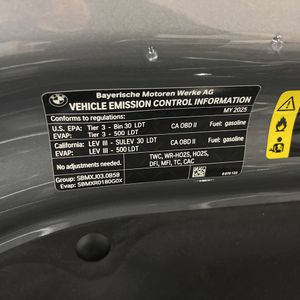 BMW
Bayerische Motoren Werke AG
VEHICLE EMISSION CONTROL INFORMATION
MY 2025
Conforms to regulations:
U.S. EPA: Tier 3 - Bin 30 LDT CA OBD II Fuel: gasoline
EVAP: Tier 3 - 500 LDT
California: LEV III - SULEV 30 LDT CA OBD II Fuel: gasoline
EVAP: LEV III - 500 LDT
Group: SBMXJ03.0B58 TWC, WR-HO2S, HO2S,
Evap: SBMXR0180G0X DFI, MFI, TC, CAC